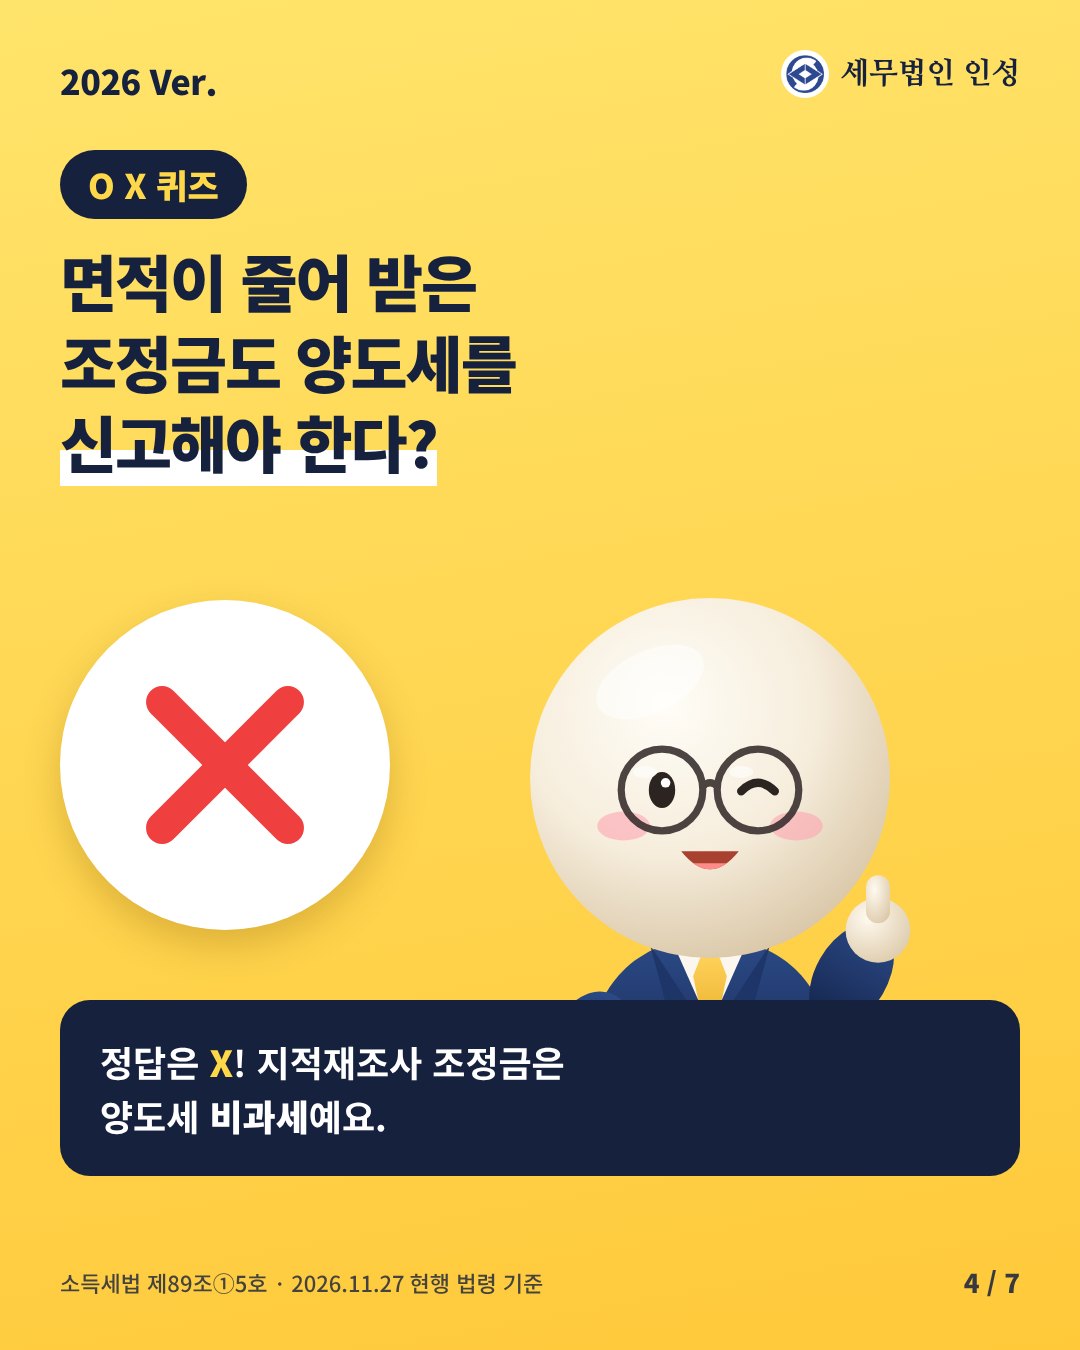 2026 Ver.
세무법인 인성
O X 퀴즈
면적이 줄어 받은
조정금도 양도세를
신고해야 한다?
정답은 X! 지적재조사 조정금은
양도세 비과세예요.
소득세법 제89조①5호 · 2026.11.27 현행 법령 기준
4 / 7